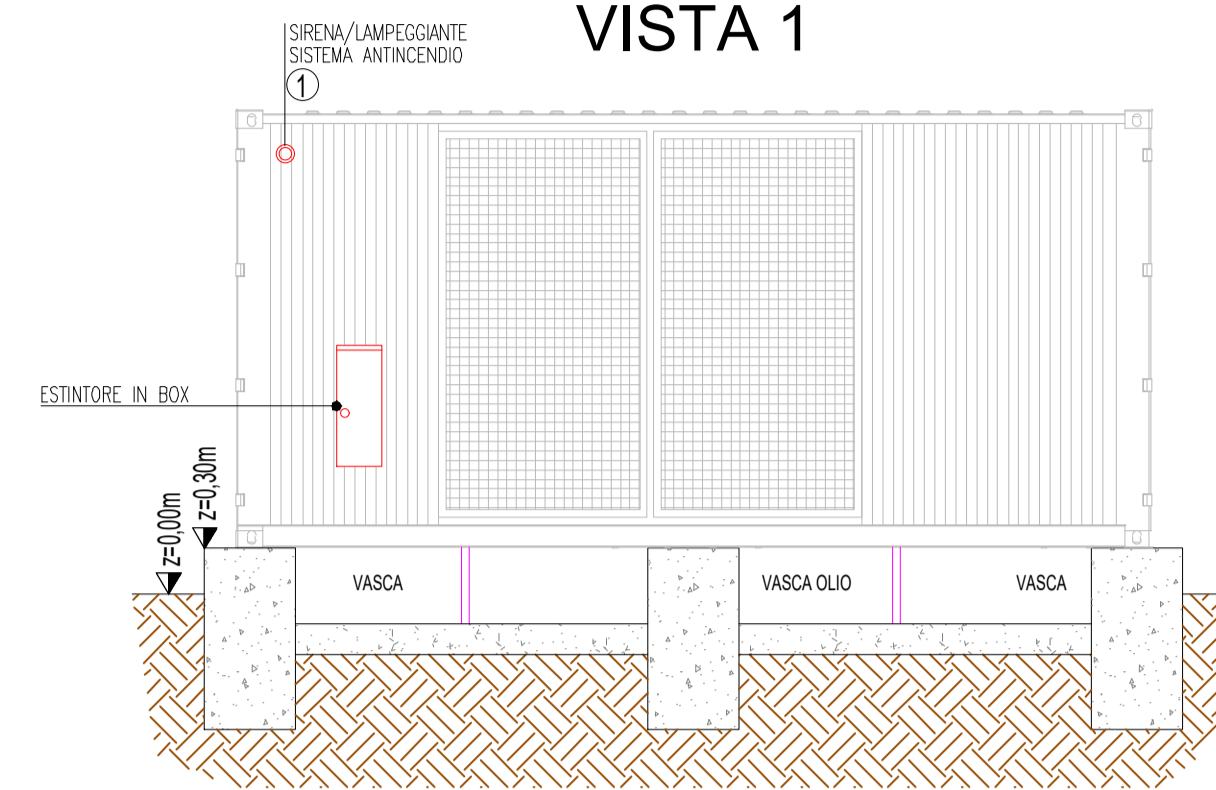 VISTA 1
SIRENA/LAMPEGGIANTE
SISTEMA ANTINCENDIO
1
ESTINTORE IN BOX
z=0,00m
z=0,30m
VASCA
VASCA OLIO
VASCA